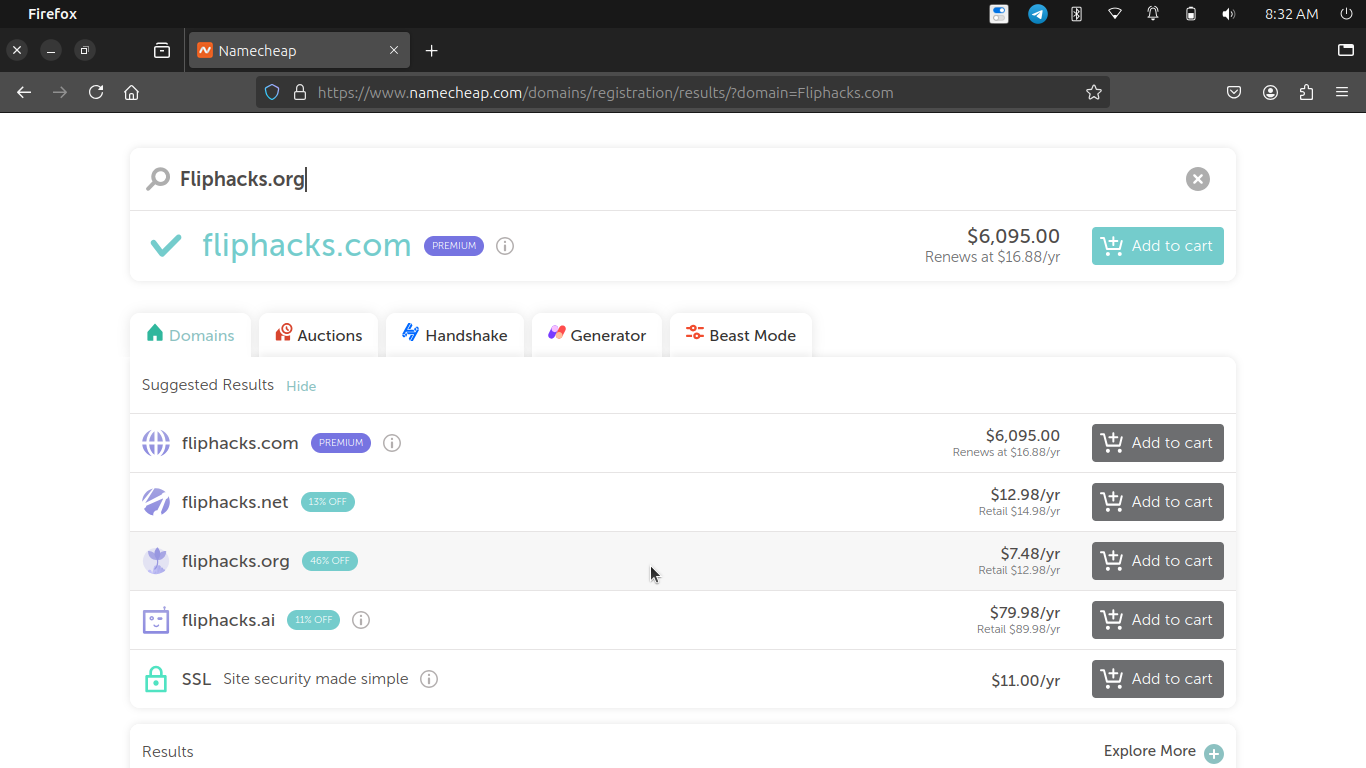 Firefox
8:32 AM
Namecheap
https://www.namecheap.com/domains/registration/results/?domain=Fliphacks.com
Fliphacks.org
fliphacks.com PREMIUM $6,095.00 Add to cart
Renews at $16.88/yr
Domains Auctions Handshake Generator Beast Mode
Suggested Results Hide
fliphacks.com PREMIUM $6,095.00 Add to cart
Renews at $16.88/yr
fliphacks.net 13% OFF $12.98/yr Add to cart
Retail $14.98/yr
fliphacks.org 46% OFF $7.48/yr Add to cart
Retail $12.98/yr
fliphacks.ai 11% OFF $79.98/yr Add to cart
Retail $89.98/yr
SSL Site security made simple $11.00/yr Add to cart
Results Explore More